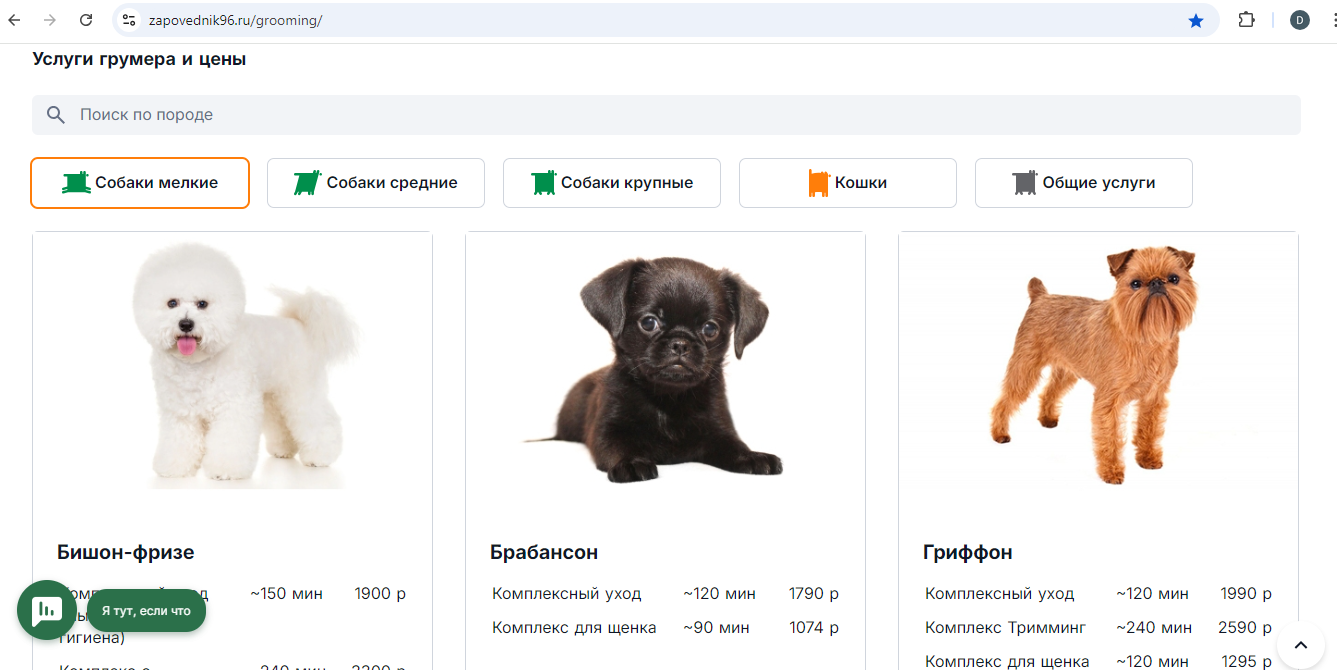 zapovednik96.ru/grooming/
D
Услуги грумера и цены
Поиск по породе
Собаки мелкие
Собаки средние
Собаки крупные
Кошки
Общие услуги
Бишон-фризе
~150 мин 1900 р
гигиена)
Я тут, если что
Брабансон
Комплексный уход ~120 мин 1790 р
Комплекс для щенка ~90 мин 1074 р
Гриффон
Комплексный уход ~120 мин 1990 р
Комплекс Тримминг ~240 мин 2590 р
Комплекс для щенка ~120 мин 1295 р